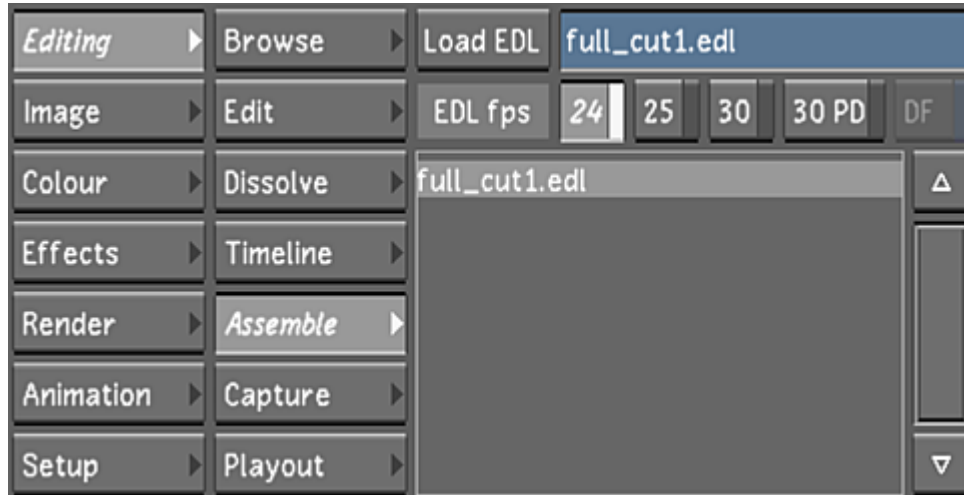 Editing Browse Load EDL full_cut1.edl
Image Edit EDL fps 24 25 30 30 PD DF
Colour Dissolve full_cut1.edl
Effects Timeline
Render Assemble
Animation Capture
Setup Playout